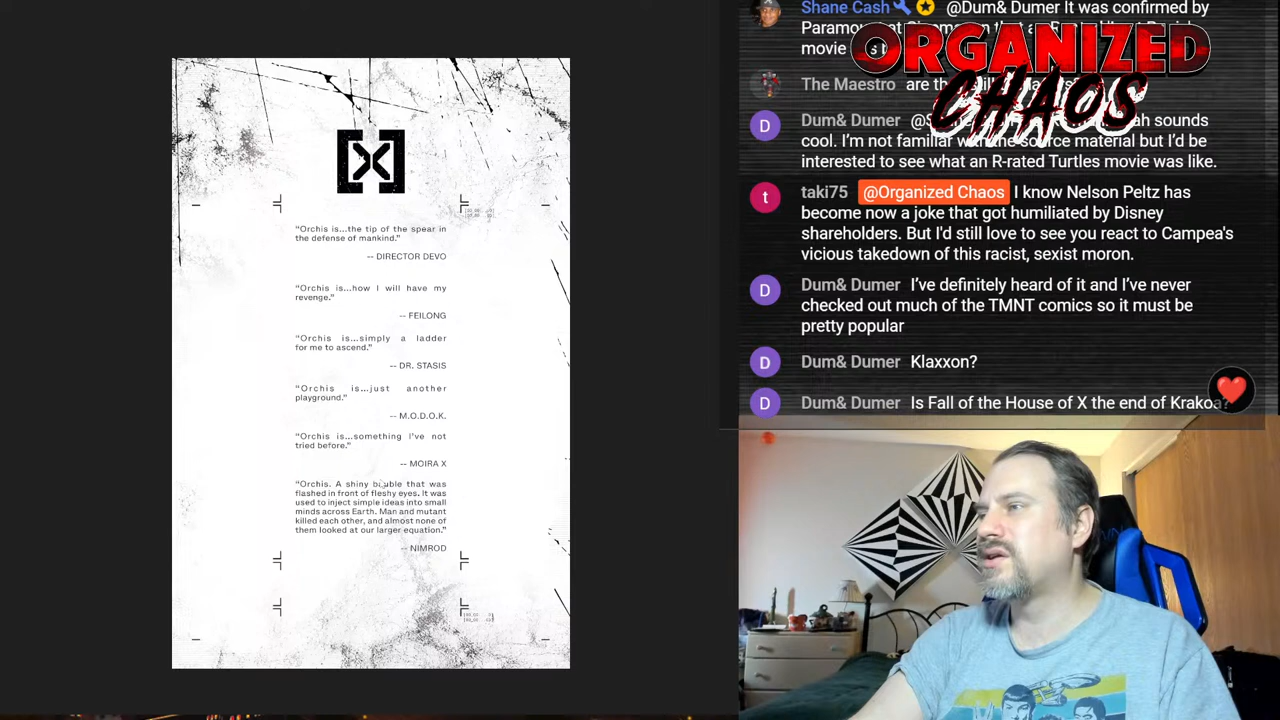 [X]
"Orchis is...the tip of the spear in
the defense of mankind."
-- DIRECTOR DEVO
"Orchis is...how I will have my
revenge."
-- FEILONG
"Orchis is...simply a ladder
for me to ascend."
-- DR. STASIS
"Orchis is...just another
playground."
-- M.O.D.O.K.
"Orchis is...something I've not
tried before."
-- MOIRA X
"Orchis. A shiny bauble that was
flashed in front of fleshy eyes. It was
used to inject simple ideas into small
minds across Earth. Man and mutant
killed each other, and almost none of
them looked at our larger equation."
-- NIMROD
Shane Cash @Dum& Dumer It was confirmed by
movie
ORGANIZED
CHAOS
The Maestro are
Dum& Dumer sounds
cool. I'm not familiar with the source material but I'd be
interested to see what an R-rated Turtles movie was like.
t taki75 @Organized Chaos I know Nelson Peltz has
become now a joke that got humiliated by Disney
shareholders. But I'd still love to see you react to Campea's
vicious takedown of this racist, sexist moron.
D Dum& Dumer I've definitely heard of it and I've never
checked out much of the TMNT comics so it must be
pretty popular
D Dum& Dumer Klaxxon?
D Dum& Dumer Is Fall of the House of X the end of Krakoa?